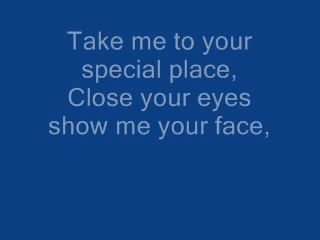 Take me to your
special place,
Close your eyes
show me your face,